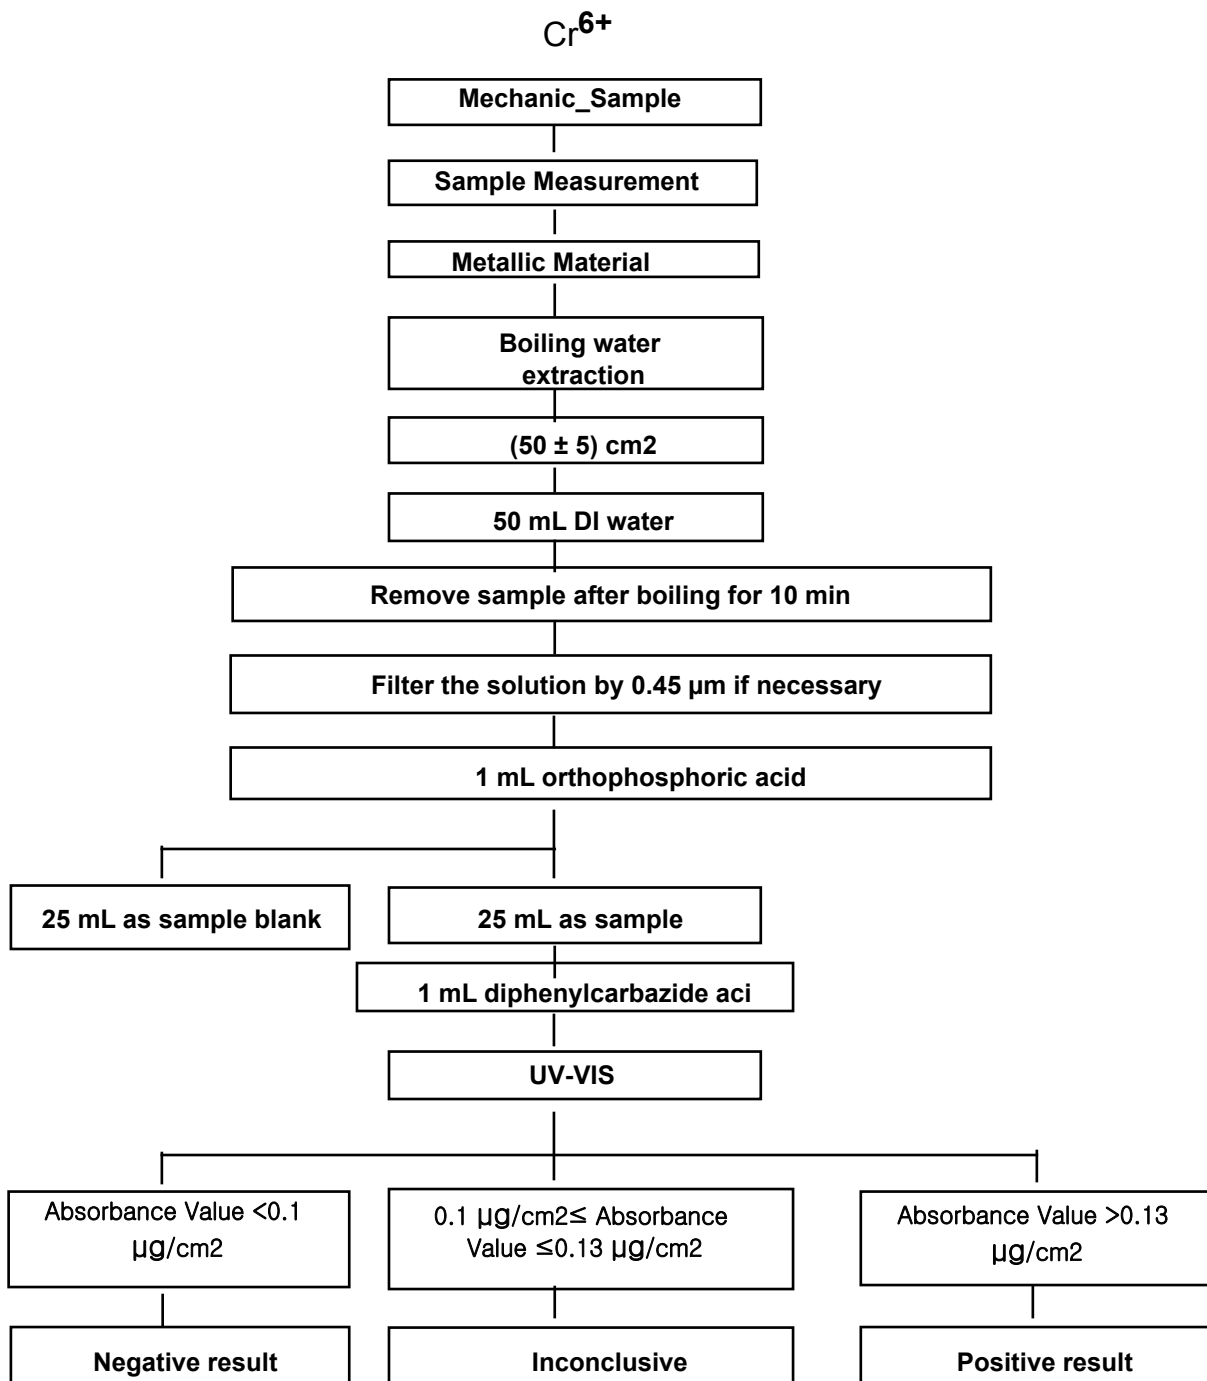 Cr6+
Mechanic_Sample
Sample Measurement
Metallic Material
Boiling water
extraction
(50 ± 5) cm2
50 mL DI water
Remove sample after boiling for 10 min
Filter the solution by 0.45 µm if necessary
1 mL orthophosphoric acid
25 mL as sample blank
25 mL as sample
1 mL diphenylcarbazide aci
UV-VIS
Absorbance Value <0.1
µg/cm2
0.1 µg/cm2≤ Absorbance
Value ≤0.13 µg/cm2
Absorbance Value >0.13
µg/cm2
Negative result
Inconclusive
Positive result